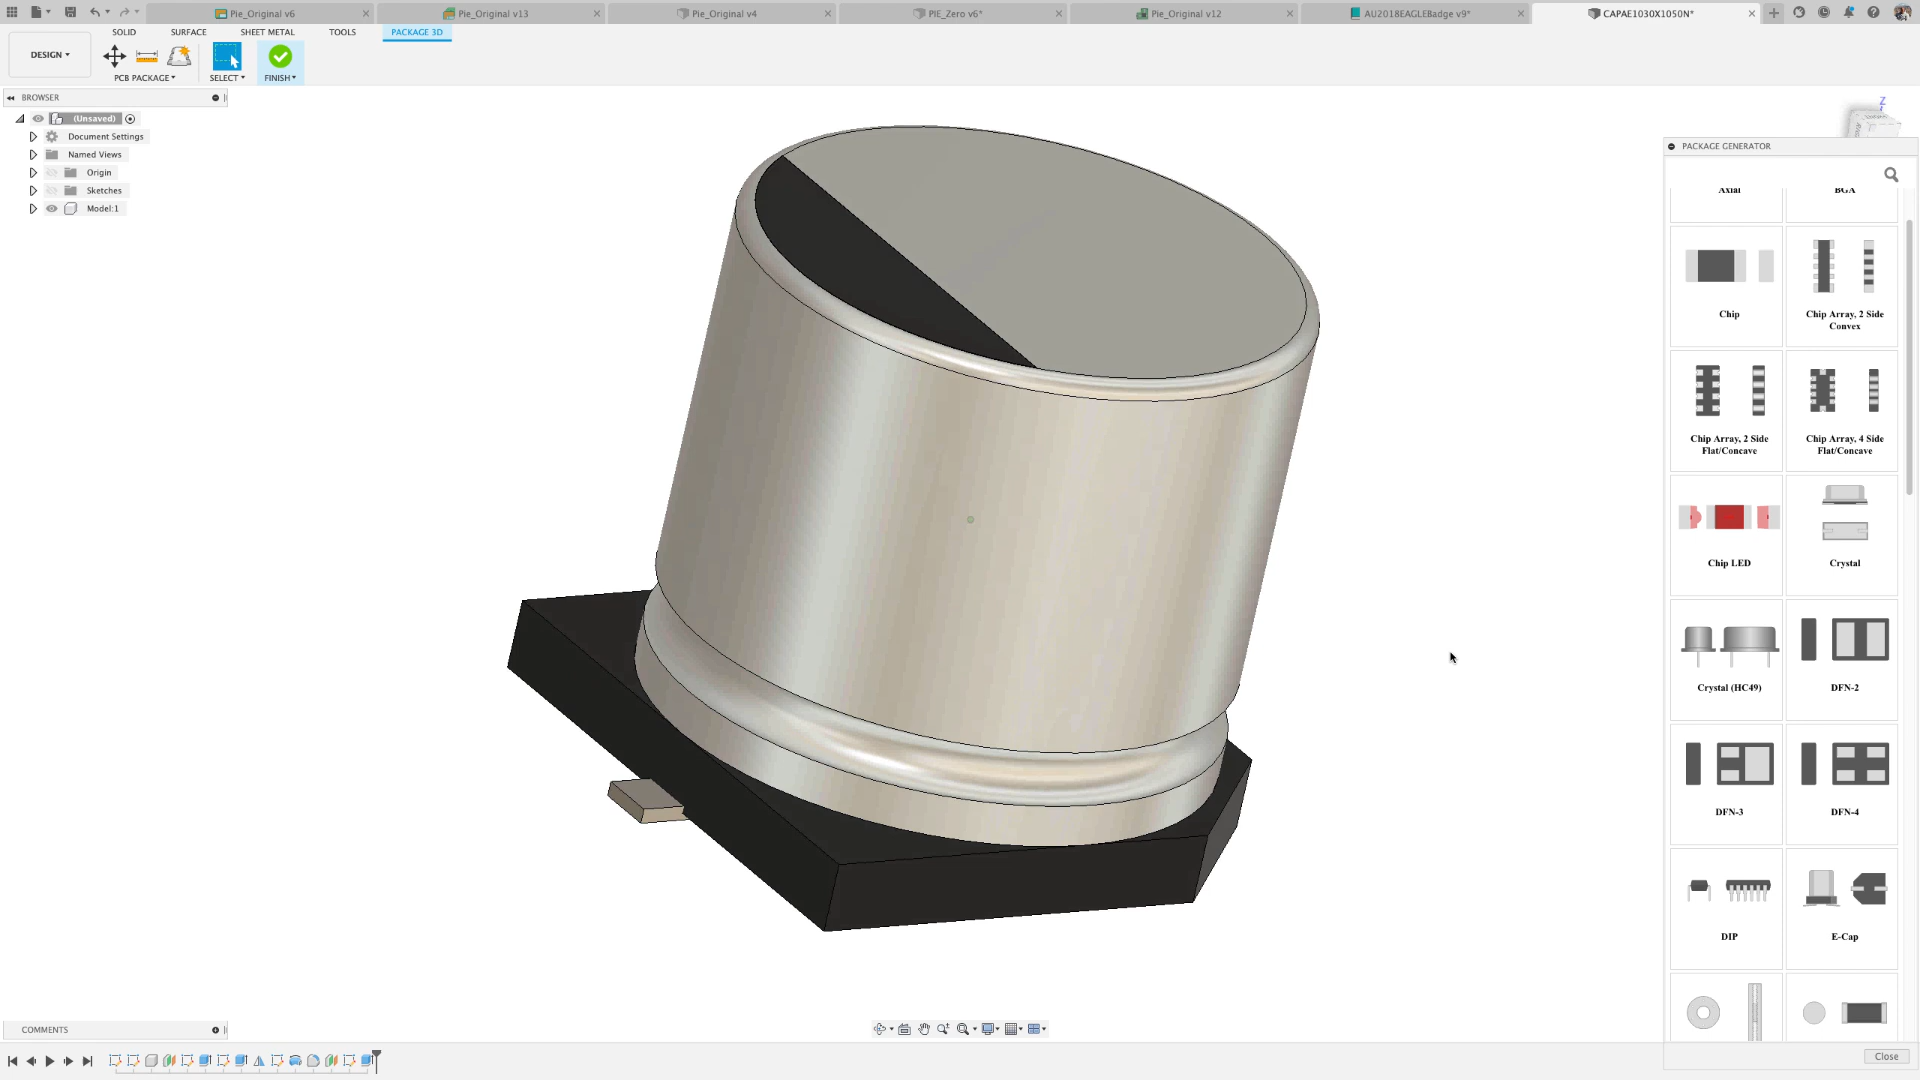 Pie_Original v6
Pie_Original v13
Pie_Original v4
PIE_Zero v6*
Pie_Original v12
AU2018EAGLEBadge v9*
CAPAE1030X1050N*
SOLID
SURFACE
SHEET METAL
TOOLS
PACKAGE 3D
DESIGN
PCB PACKAGE
SELECT
FINISH
BROWSER
(Unsaved)
Document Settings
Named Views
Origin
Sketches
Model:1
Z
PACKAGE GENERATOR
Axial
BGA
Chip
Chip Array, 2 Side
Convex
Chip Array, 2 Side
Flat/Concave
Chip Array, 4 Side
Flat/Concave
Chip LED
Crystal
Crystal (HC49)
DFN-2
DFN-3
DFN-4
DIP
E-Cap
COMMENTS
Close